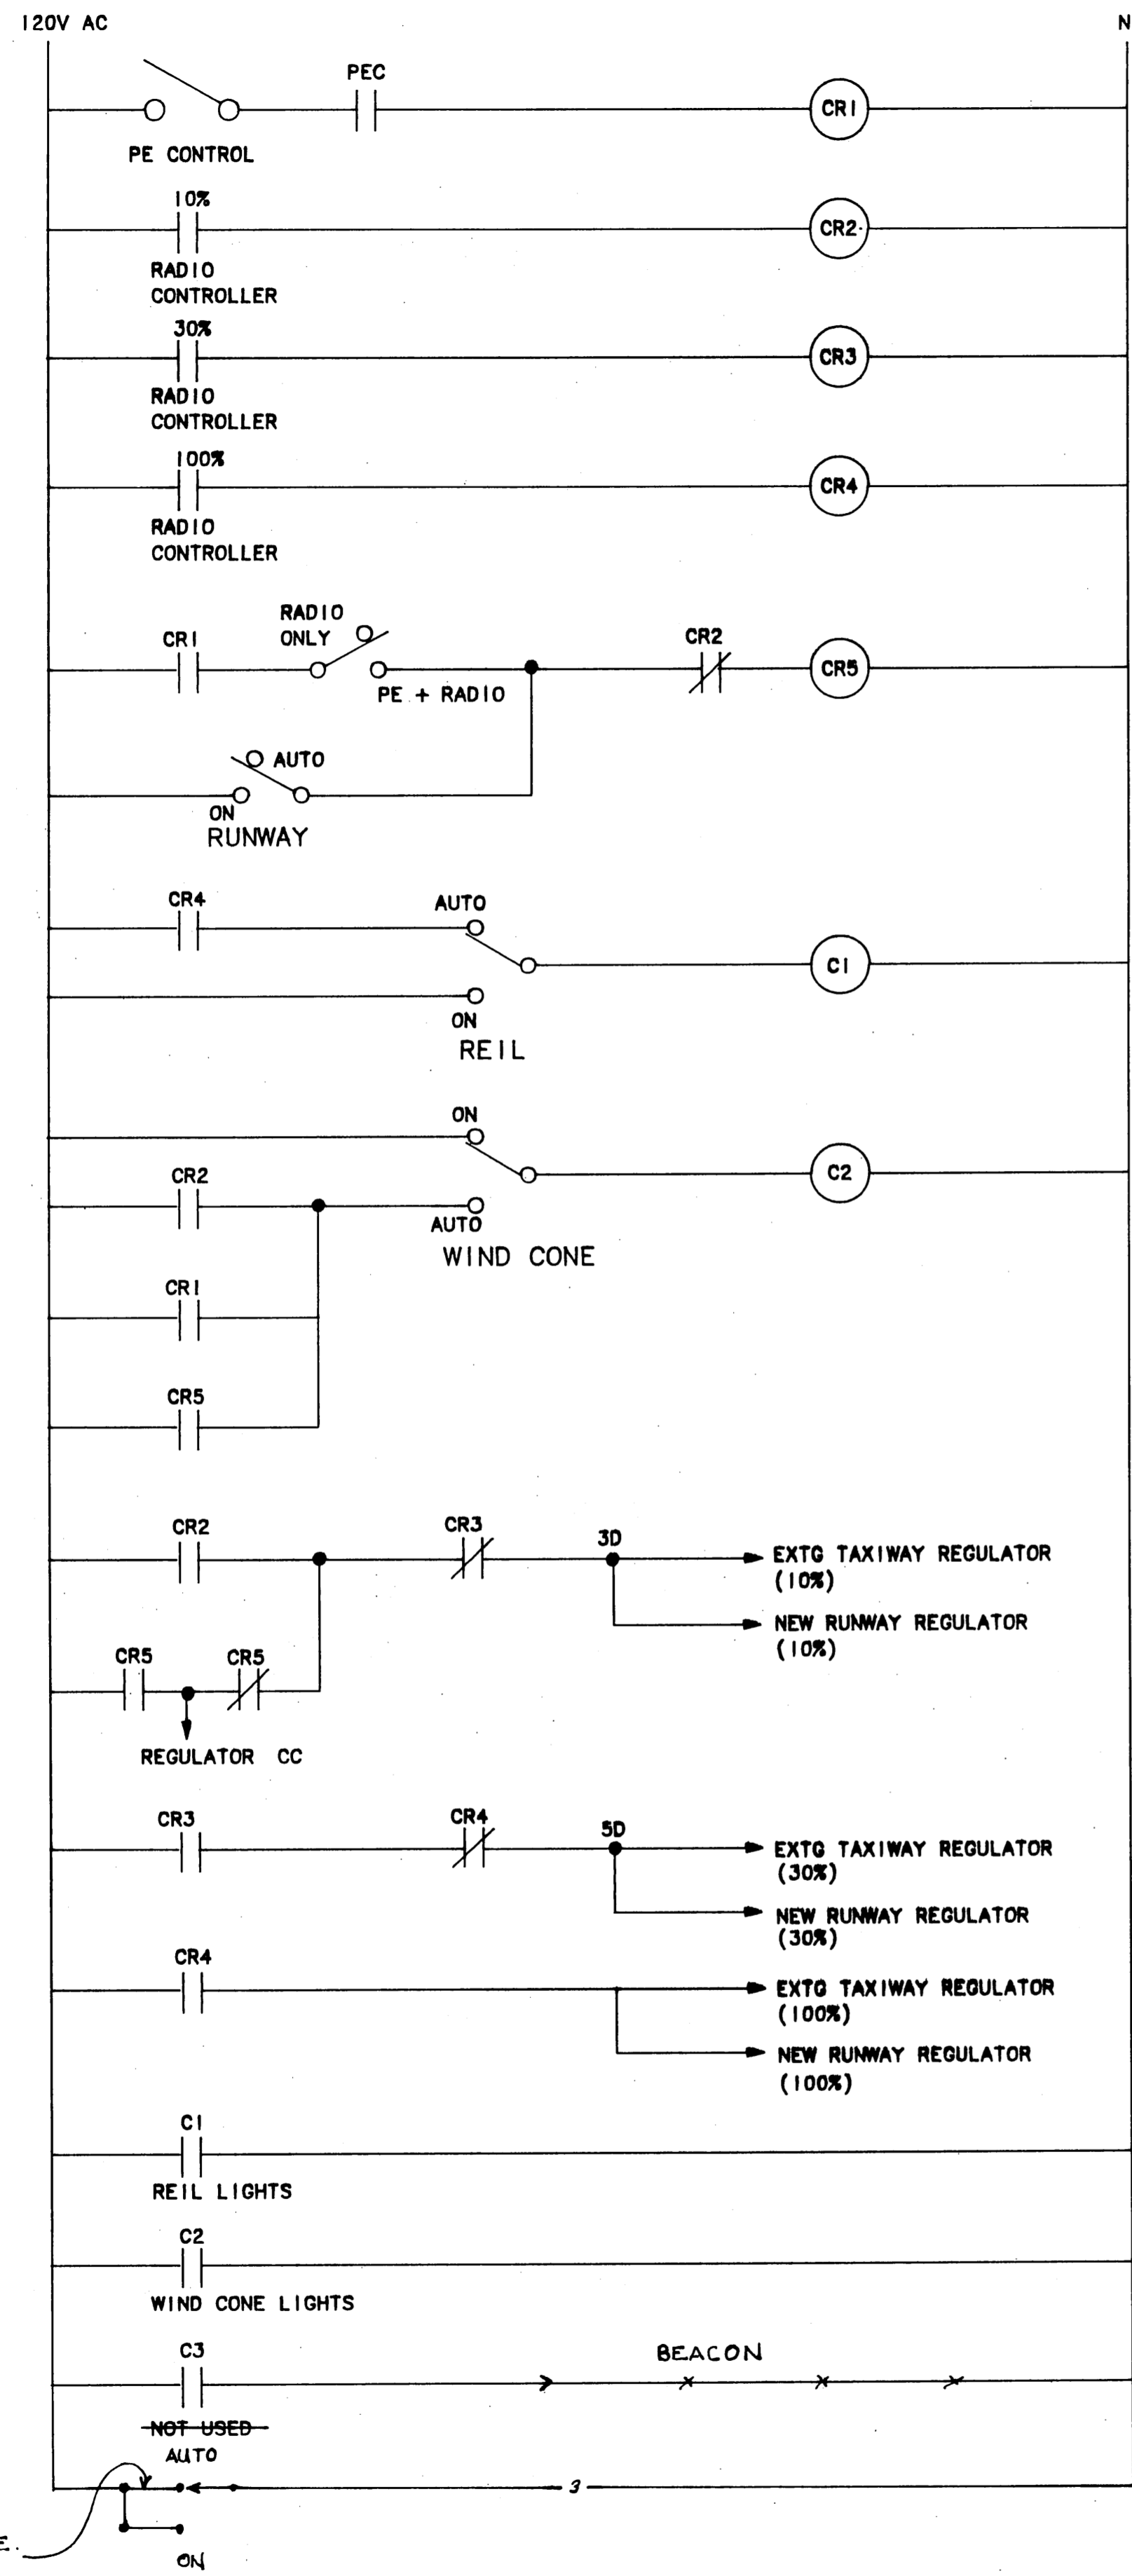 120V AC
N
PEC
CR1
PE CONTROL
10%
CR2
RADIO
CONTROLLER
30%
CR3
RADIO
CONTROLLER
100%
CR4
RADIO
CONTROLLER
RADIO
ONLY
CR1
CR2
CR5
PE + RADIO
AUTO
ON
RUNWAY
CR4
AUTO
C1
ON
REIL
ON
CR2
C2
AUTO
WIND CONE
CR1
CR5
CR2
CR3
3D
EXTG TAXIWAY REGULATOR
(10%)
NEW RUNWAY REGULATOR
(10%)
CR5
CR5
REGULATOR CC
CR3
CR4
5D
EXTG TAXIWAY REGULATOR
(30%)
NEW RUNWAY REGULATOR
(30%)
CR4
EXTG TAXIWAY REGULATOR
(100%)
NEW RUNWAY REGULATOR
(100%)
C1
REIL LIGHTS
C2
WIND CONE LIGHTS
C3
BEACON
NOT USED
AUTO
3
E.
ON